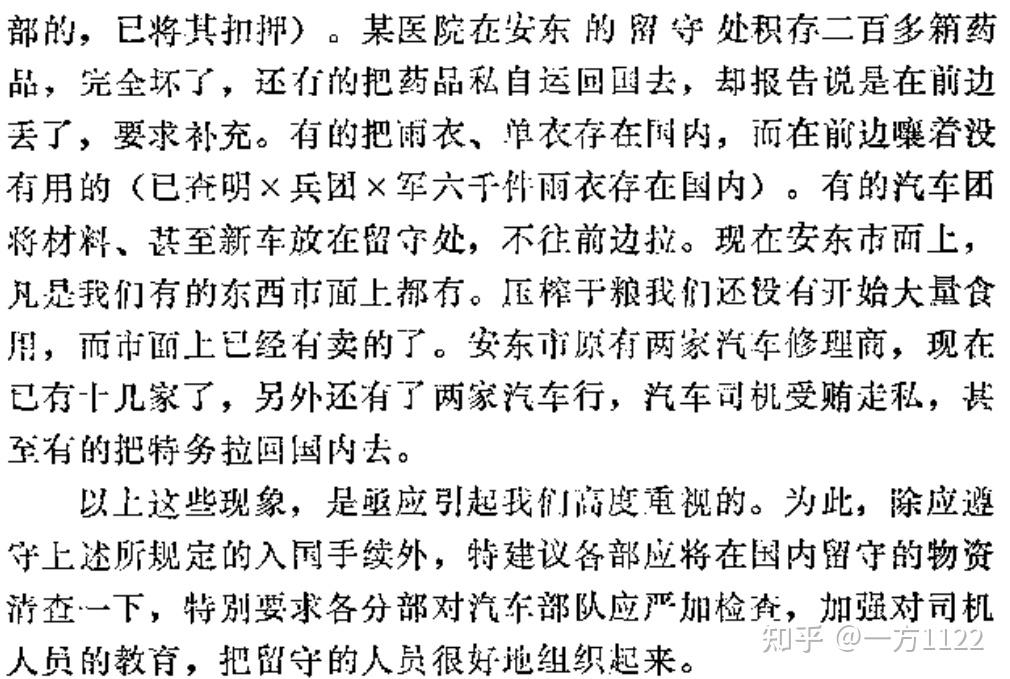 部的，已将其扣押）。某医院在安东的留守处积存二百多箱药
品，完全坏了，还有的把药品私自运回国去，却报告说是在前边
丢了，要求补充。有的把雨衣、单衣存在国内，而在前边嚷着没
有用的（已查明×兵团×军六千件雨衣存在国内）。有的汽车团
将材料、甚至新车放在留守处，不往前边拉。现在安东市面上，
凡是我们有的东西市面上都有。压榨干粮我们还没有开始大量食
用，而市面上已经有卖的了。安东市原有两家汽车修理商，现在
已有十几家了，另外还有了两家汽车行，汽车司机受贿走私，甚
至有的把特务拉回国内去。
以上这些现象，是亟应引起我们高度重视的。为此，除应遵
守上述所规定的入国手续外，特建议各部应将在国内留守的物资
清查一下，特别要求各分部对汽车部队应严加检查，加强对司机
人员的教育，把留守的人员很好地组织起来。
知乎 @一方1122